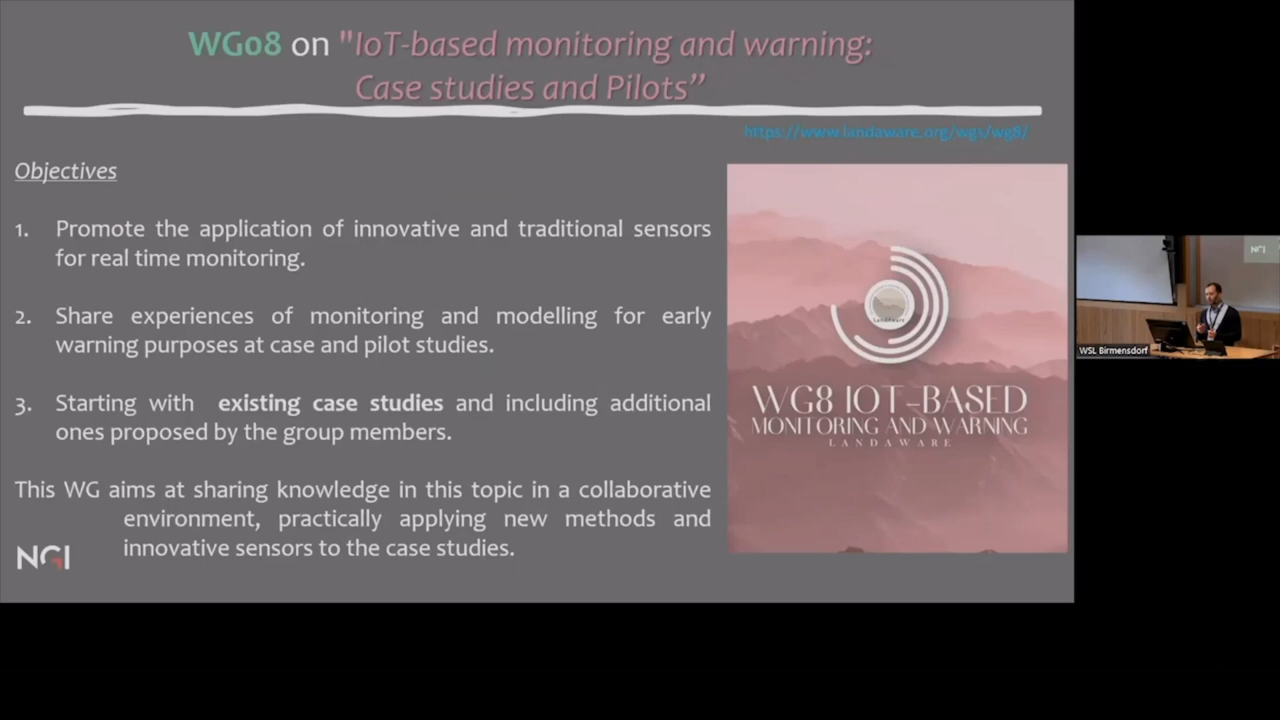 WG08 on "IoT-based monitoring and warning:
Case studies and Pilots”
https://www.landaware.org/wgs/wg8/
Objectives
1. Promote the application of innovative and traditional sensors
for real time monitoring.
2. Share experiences of monitoring and modelling for early
warning purposes at case and pilot studies.
3. Starting with existing case studies and including additional
ones proposed by the group members.
This WG aims at sharing knowledge in this topic in a collaborative
environment, practically applying new methods and
innovative sensors to the case studies.
NGI
LandAware
WG8 IOT-BASED
MONITORING AND WARNING
LANDAWARE
NGI
WSL Birmensdorf